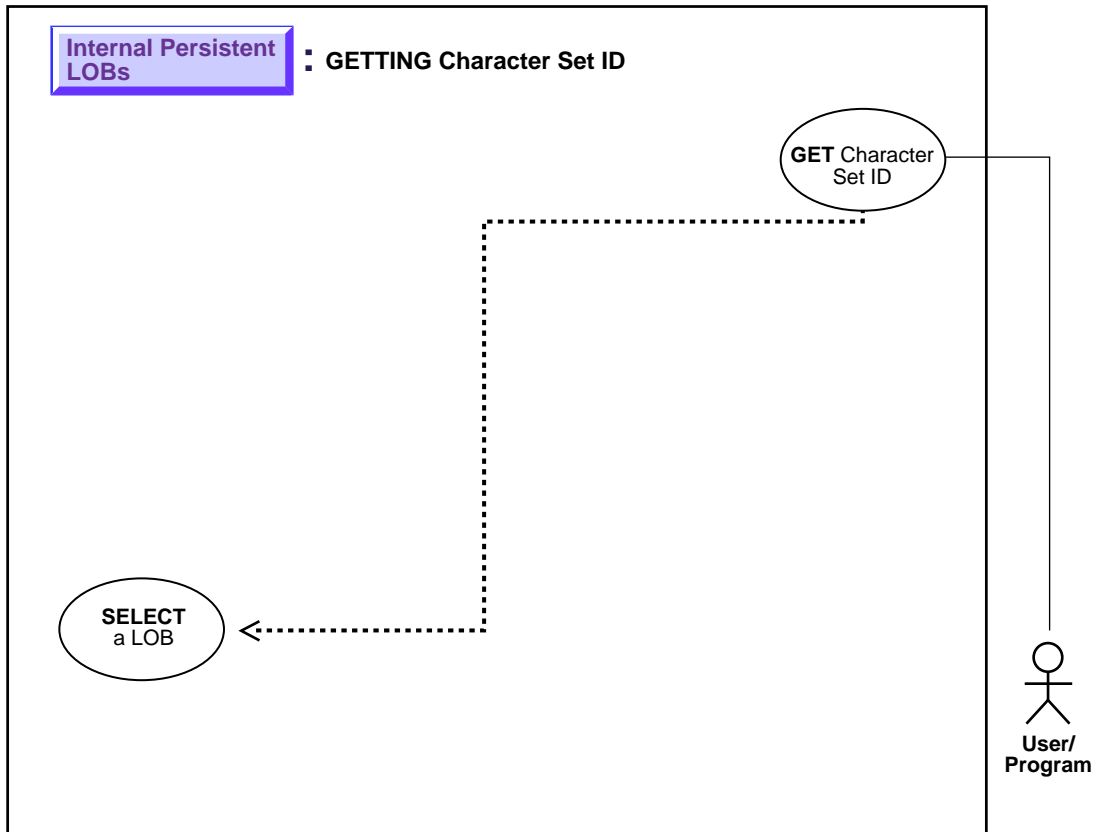 Internal Persistent
LOBs
: GETTING Character Set ID
GET Character
Set ID
SELECT
a LOB
User/
Program